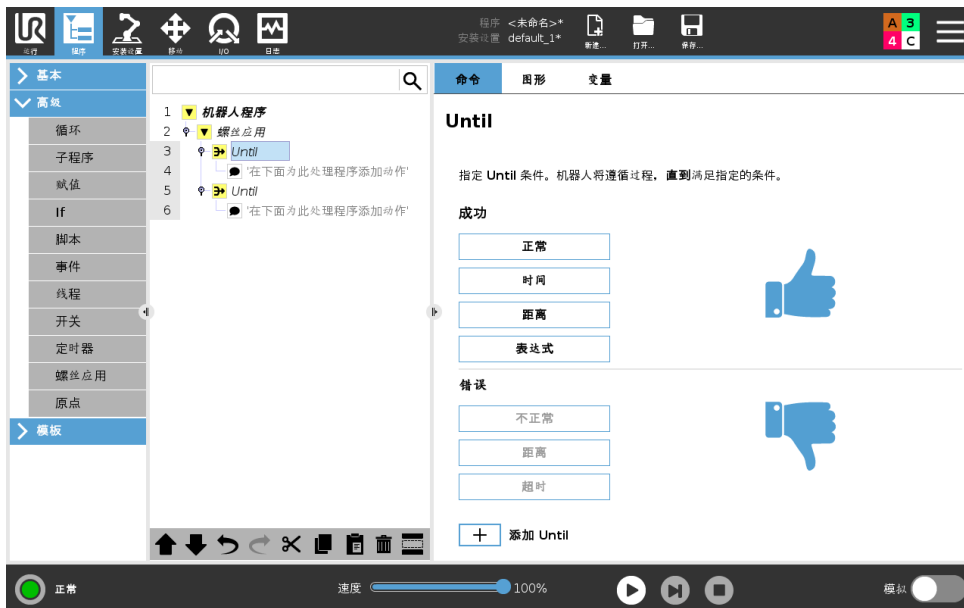 UR
运行
程序
安装设置
移动
I/O
日志
程序 <未命名>*
安装设置 default_1*
新建...
打开...
保存...
A 3
4 C
基本
高级
循环
子程序
赋值
If
脚本
事件
线程
开关
定时器
螺丝应用
原点
模板
1 机器人程序
2 螺丝应用
3 Until
4 '在下面为此处理程序添加动作'
5 Until
6 '在下面为此处理程序添加动作'
命令 图形 变量
Until
指定 Until 条件。机器人将遵循过程，直到满足指定的条件。
成功
正常
时间
距离
表达式
错误
不正常
距离
超时
添加 Until
正常
速度 100%
模拟